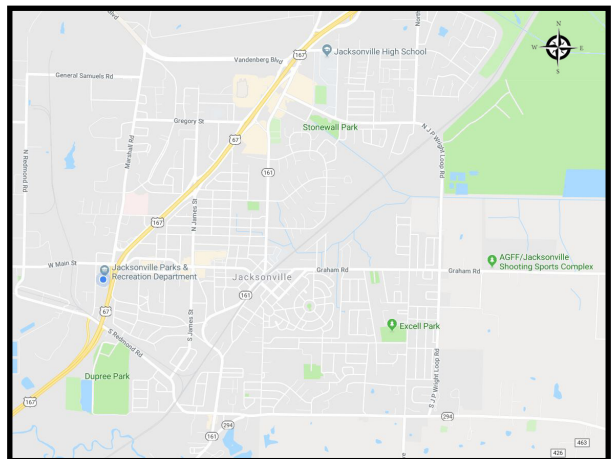 N
W E
S
167
Jacksonville High School
Vandenberg Blvd
General Samuels Rd
Gregory St
Stonewall Park
67
N J P Wright Loop Rd
Marshall Rd
N Redmond Rd
161
167
N James St
W Main St
Jacksonville Parks &
Recreation Department
Jacksonville
Graham Rd
Graham Rd
AGFF/Jacksonville
Shooting Sports Complex
161
67
S James St
S Redmond Rd
Excell Park
Dupree Park
S J P Wright Loop Rd
167
294
294
161
463
426